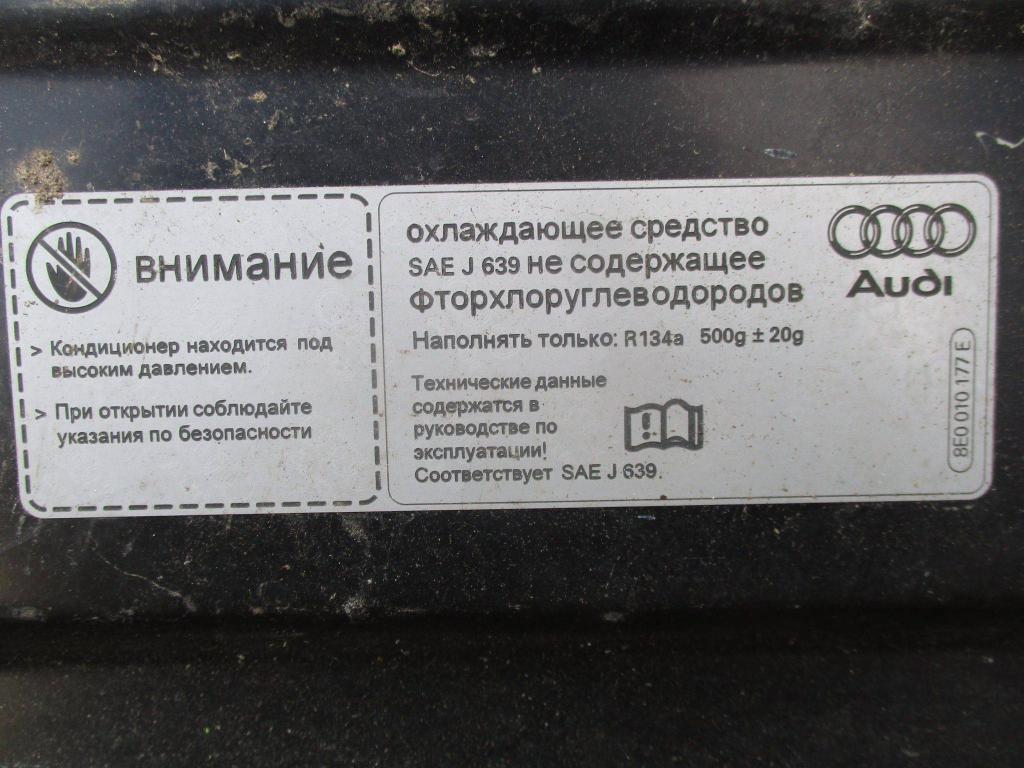 внимание
> Кондиционер находится под
высоким давлением.
> При открытии соблюдайте
указания по безопасности
охлаждающее средство
SAE J 639 не содержащее
фторхлоруглеводородов
Наполнять только: R134a 500g ± 20g
Технические данные
содержатся в
руководстве по
эксплуатации!
Соответствует SAE J 639.
Audi
8E0 010 177 E